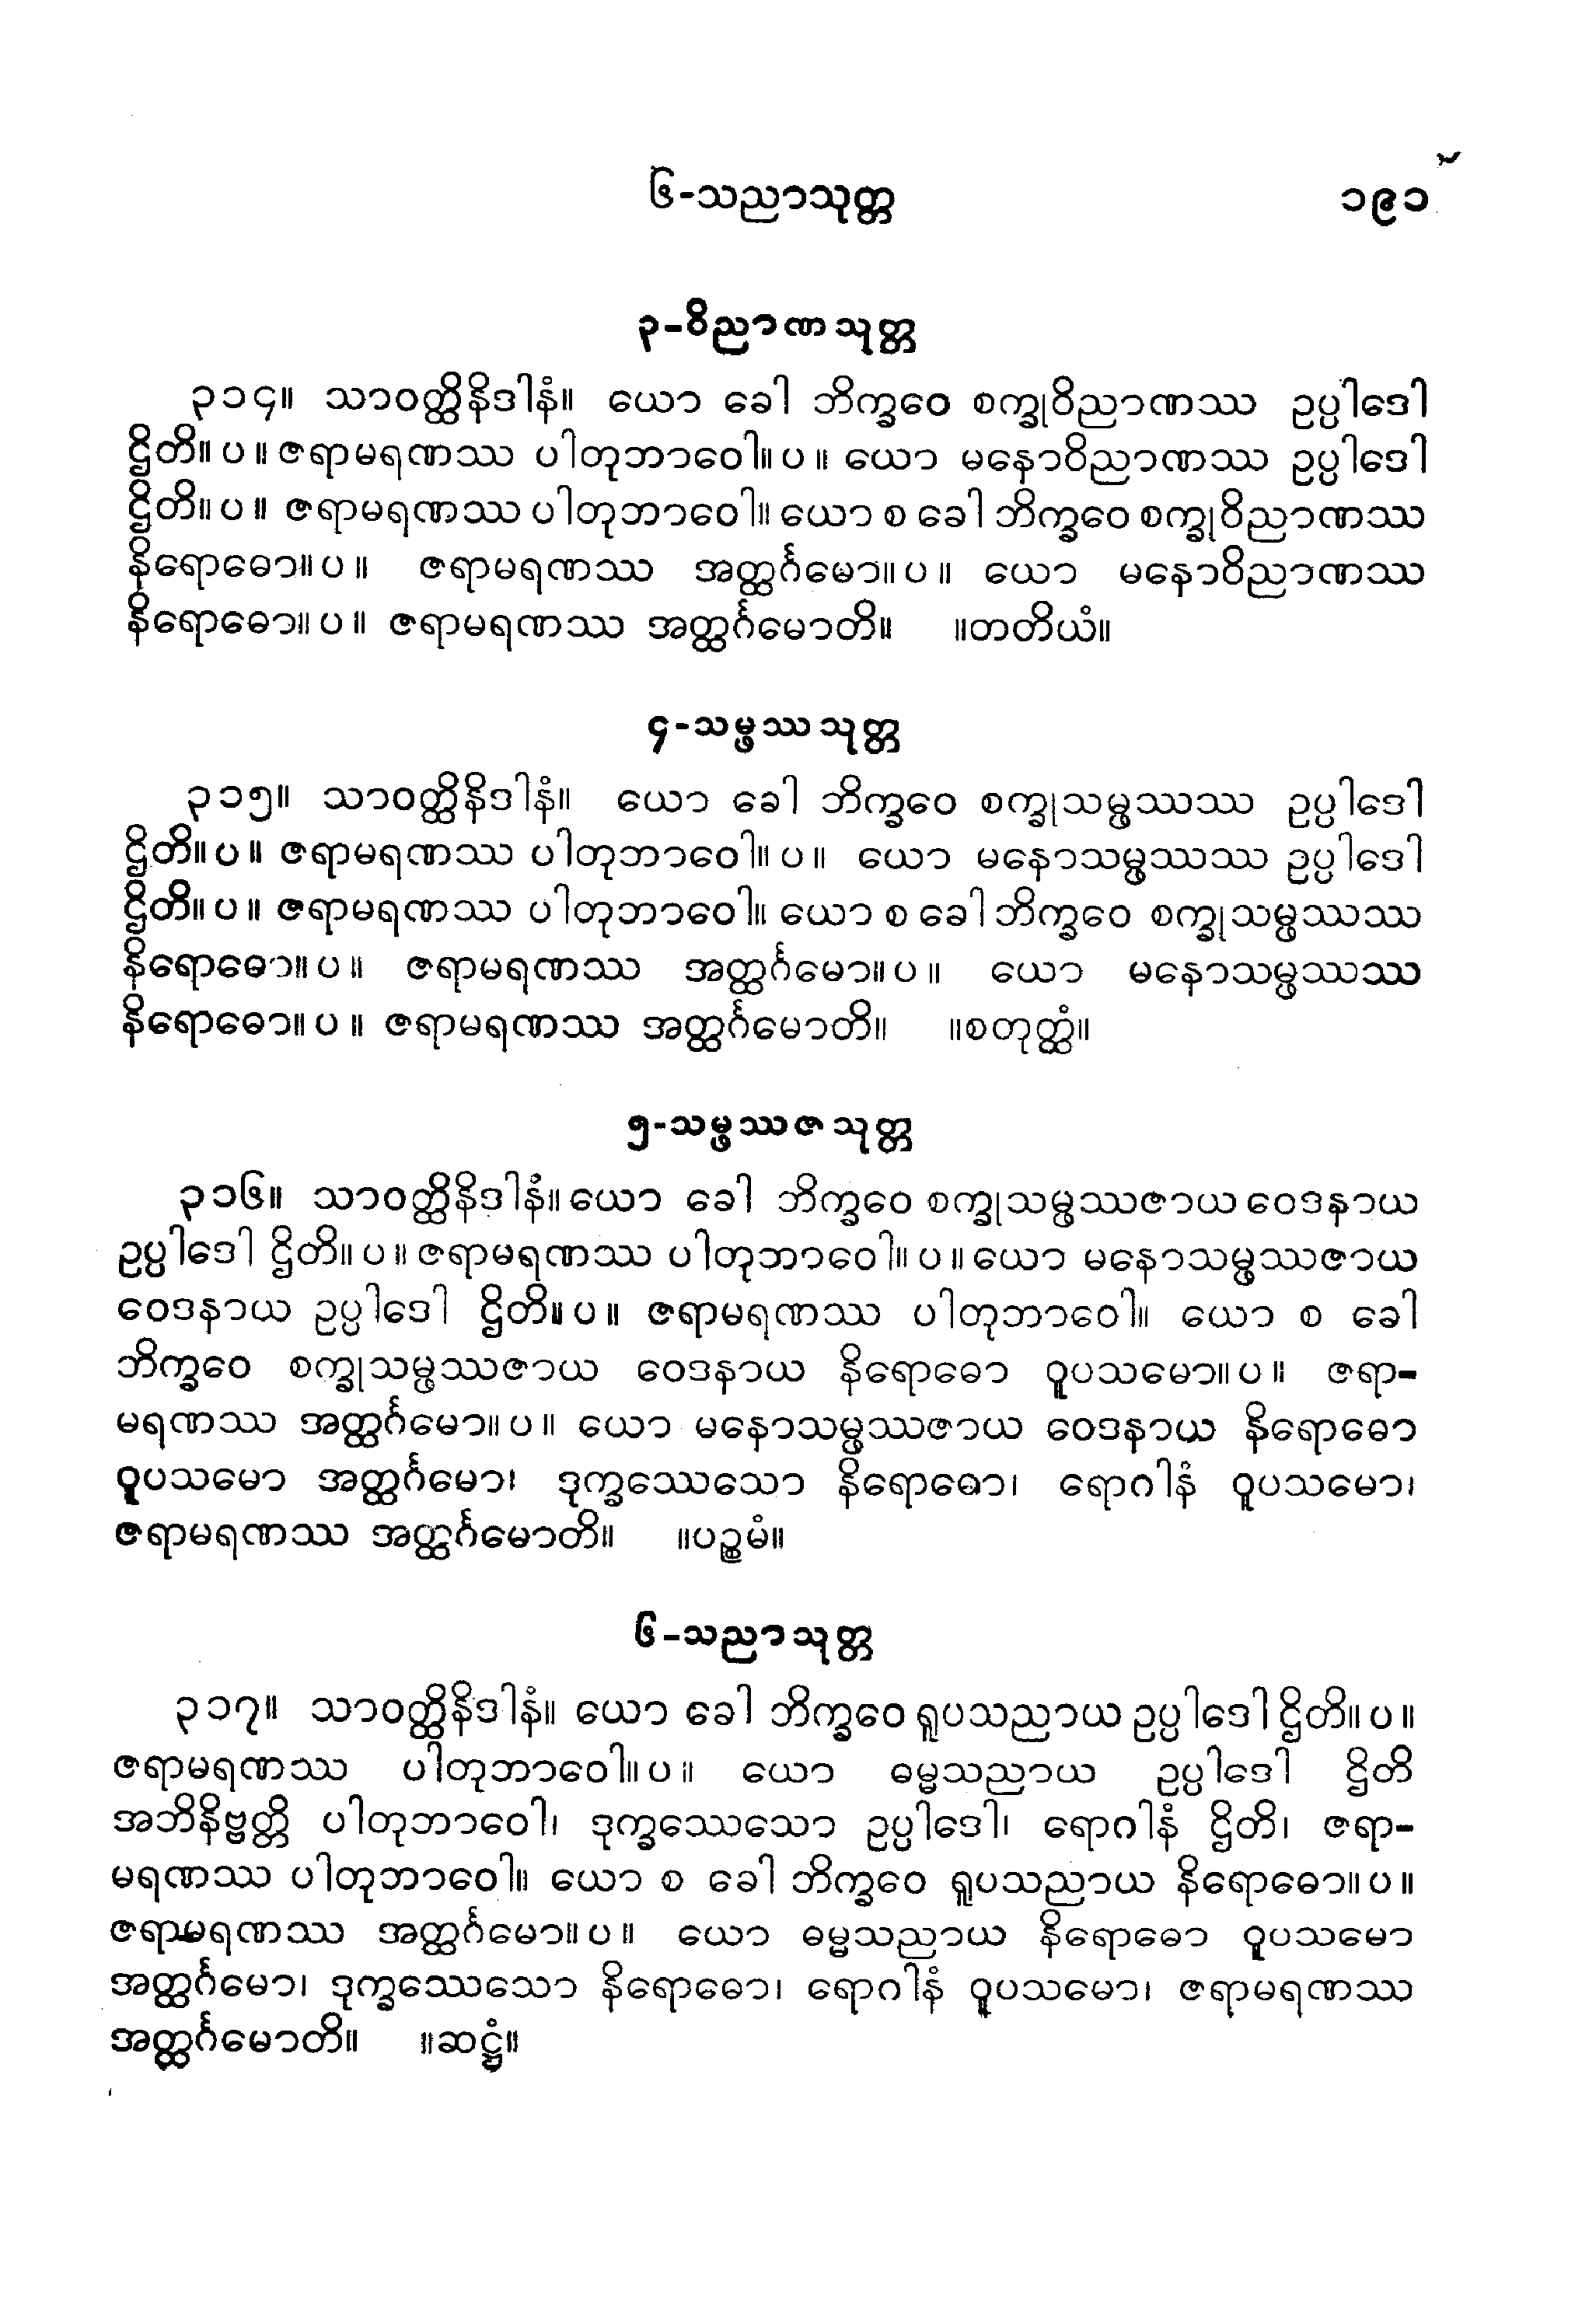 ၆-သညာသုတ္တ ၁၉၁
၃-ဝိညာဏသုတ္တ
၃၁၄။ သာဝတ္ထိနိဒါနံ။ ယော ခေါ ဘိက္ခဝေ စက္ခုဝိညာဏဿ ဥပ္ပါဒေါ
ဌိတိ။ ပ ။ ဇရာမရဏဿ ပါတုဘာဝေါ။ ပ ။ ယော မနောဝိညာဏဿ ဥပ္ပါဒေါ
ဌိတိ။ ပ ။ ဇရာမရဏဿ ပါတုဘာဝေါ။ ယော စ ခေါ ဘိက္ခဝေ စက္ခုဝိညာဏဿ
နိရောဓော။ ပ ။ ဇရာမရဏဿ အတ္ထင်္ဂမော။ ပ ။ ယော မနောဝိညာဏဿ
နိရောဓော။ ပ ။ ဇရာမရဏဿ အတ္ထင်္ဂမောတိ။ ။တတိယံ။
၄-သမ္ဖဿသုတ္တ
၃၁၅။ သာဝတ္ထိနိဒါနံ။ ယော ခေါ ဘိက္ခဝေ စက္ခုသမ္ဖဿဿ ဥပ္ပါဒေါ
ဌိတိ။ ပ ။ ဇရာမရဏဿ ပါတုဘာဝေါ။ ပ ။ ယော မနောသမ္ဖဿဿ ဥပ္ပါဒေါ
ဌိတိ။ ပ ။ ဇရာမရဏဿ ပါတုဘာဝေါ။ ယော စ ခေါ ဘိက္ခဝေ စက္ခုသမ္ဖဿဿ
နိရောဓော။ ပ ။ ဇရာမရဏဿ အတ္ထင်္ဂမော။ ပ ။ ယော မနောသမ္ဖဿဿ
နိရောဓော။ ပ ။ ဇရာမရဏဿ အတ္ထင်္ဂမောတိ။ ။စတုတ္ထံ။
၅-သမ္ဖဿဇသုတ္တ
၃၁၆။ သာဝတ္ထိနိဒါနံ။ ယော ခေါ ဘိက္ခဝေ စက္ခုသမ္ဖဿဇာယ ဝေဒနာယ
ဥပ္ပါဒေါ ဌိတိ။ ပ ။ ဇရာမရဏဿ ပါတုဘာဝေါ။ ပ ။ ယော မနောသမ္ဖဿဇာယ
ဝေဒနာယ ဥပ္ပါဒေါ ဌိတိ။ ပ ။ ဇရာမရဏဿ ပါတုဘာဝေါ။ ယော စ ခေါ
ဘိက္ခဝေ စက္ခုသမ္ဖဿဇာယ ဝေဒနာယ နိရောဓော ဝူပသမော။ ပ ။ ဇရာ-
မရဏဿ အတ္ထင်္ဂမော။ ပ ။ ယော မနောသမ္ဖဿဇာယ ဝေဒနာယ နိရောဓော
ဝူပသမော အတ္ထင်္ဂမော၊ ဒုက္ခဿေသော နိရောဓော၊ ရောဂါနံ ဝူပသမော၊
ဇရာမရဏဿ အတ္ထင်္ဂမောတိ။ ။ပဉ္စမံ။
၆-သညာသုတ္တ
၃၁၇။ သာဝတ္ထိနိဒါနံ။ ယော ခေါ ဘိက္ခဝေ ရူပသညာယ ဥပ္ပါဒေါ ဌိတိ။ ပ ။
ဇရာမရဏဿ ပါတုဘာဝေါ။ ပ ။ ယော ဓမ္မသညာယ ဥပ္ပါဒေါ ဌိတိ
အဘိနိဗ္ဗတ္တိ ပါတုဘာဝေါ၊ ဒုက္ခဿေသော ဥပ္ပါဒေါ၊ ရောဂါနံ ဌိတိ၊ ဇရာ-
မရဏဿ ပါတုဘာဝေါ။ ယော စ ခေါ ဘိက္ခဝေ ရူပသညာယ နိရောဓော။ ပ ။
ဇရာမရဏဿ အတ္ထင်္ဂမော။ ပ ။ ယော ဓမ္မသညာယ နိရောဓော ဝူပသမော
အတ္ထင်္ဂမော၊ ဒုက္ခဿေသော နိရောဓော၊ ရောဂါနံ ဝူပသမော၊ ဇရာမရဏဿ
အတ္ထင်္ဂမောတိ။ ။ဆဋ္ဌံ။